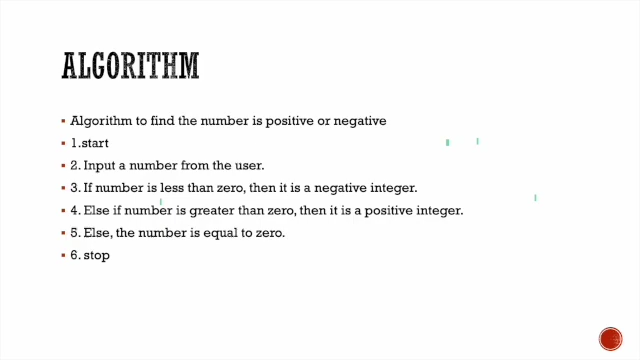 ALGORITHM
Algorithm to find the number is positive or negative
1.start
2. Input a number from the user.
3. If number is less than zero, then it is a negative integer.
4. Else if number is greater than zero, then it is a positive integer.
5. Else, the number is equal to zero.
6. stop